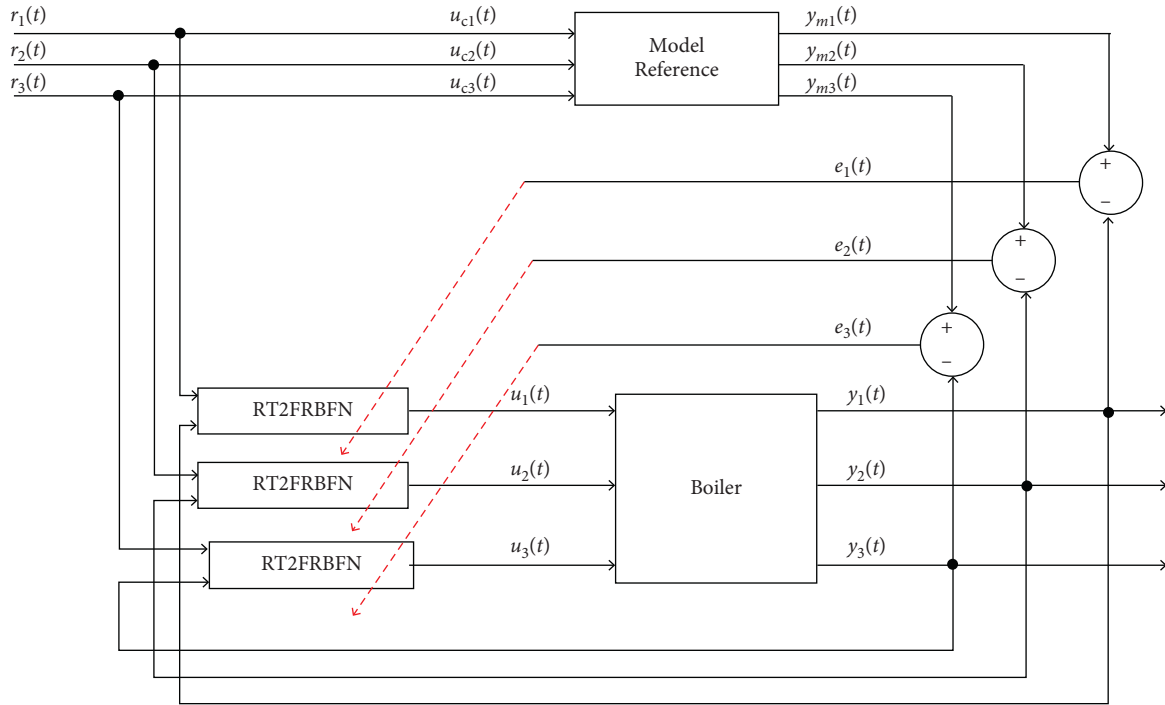 r1(t) uc1(t) ym1(t)
r2(t) uc2(t) Model ym2(t)
Reference
r3(t) uc3(t) ym3(t)
e1(t) +
−
e2(t) +
−
e3(t) +
−
RT2FRBFN u1(t) y1(t)
RT2FRBFN u2(t) Boiler y2(t)
RT2FRBFN u3(t) y3(t)